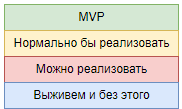 MVP
Нормально бы реализовать
Можно реализовать
Выживем и без этого